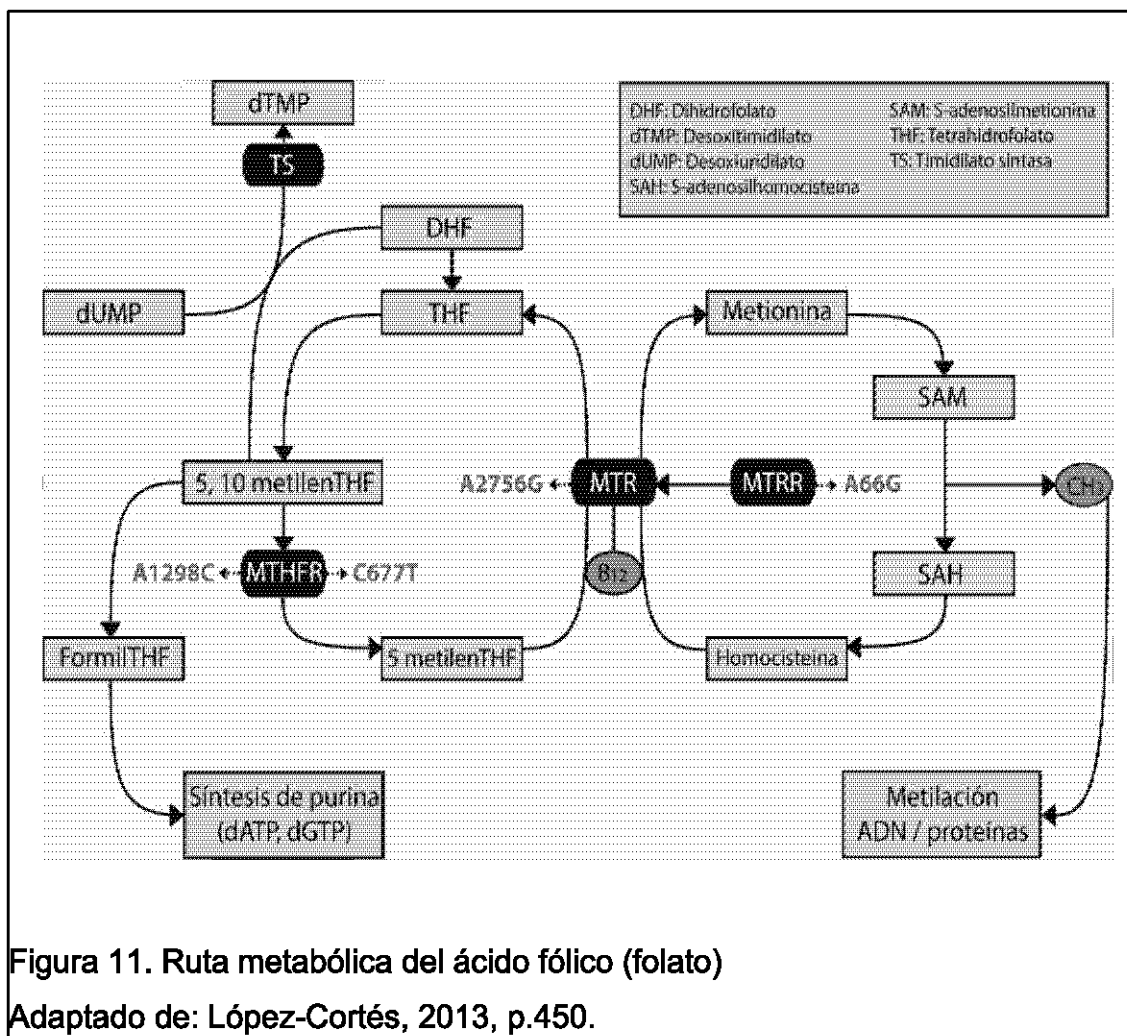 dTMP
TS
DHF: Dihidrofolato
dTMP: Desoxitimidilato
dUMP: Desoxiuridilato
SAH: S-adenosilhomocisteína
SAM: S-adenosilmetionina
THF: Tetrahidrofolato
TS: Timidilato sintasa
DHF
dUMP
THF
Metionina
SAM
5, 10 metilenTHF
A2756G
MTR
MTRR
A66G
CH3
A1298C
MTHFR
C677T
B12
SAH
FormilTHF
5 metilenTHF
Homocisteína
Síntesis de purina
(dATP, dGTP)
Metilación
ADN / proteínas
Figura 11. Ruta metabólica del ácido fólico (folato)
Adaptado de: López-Cortés, 2013, p.450.